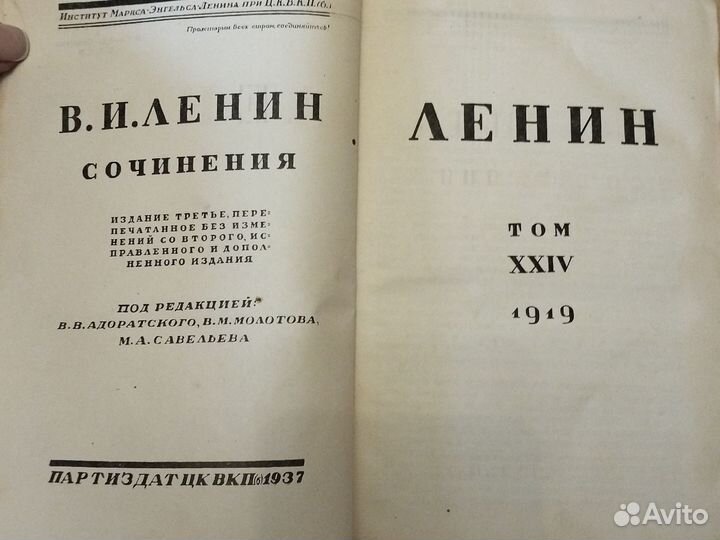 Институт Маркса-Энгельса-Ленина при Ц.К.В.К.П.(б.)
Пролетарии всех стран, соединяйтесь!
В. И. ЛЕНИН
СОЧИНЕНИЯ
ИЗДАНИЕ ТРЕТЬЕ, ПЕРЕ-
ПЕЧАТАННОЕ БЕЗ ИЗМЕ-
НЕНИЙ СО ВТОРОГО, ИС-
ПРАВЛЕННОГО И ДОПОЛ-
НЕННОГО ИЗДАНИЯ
ПОД РЕДАКЦИЕЙ:
В. В. АДОРАТСКОГО, В. М. МОЛОТОВА,
М. А. САВЕЛЬЕВА
ПАРТИЗДАТ ЦК ВКП(б) 1937
ЛЕНИН
ТОМ
XXIV
1919
Avito